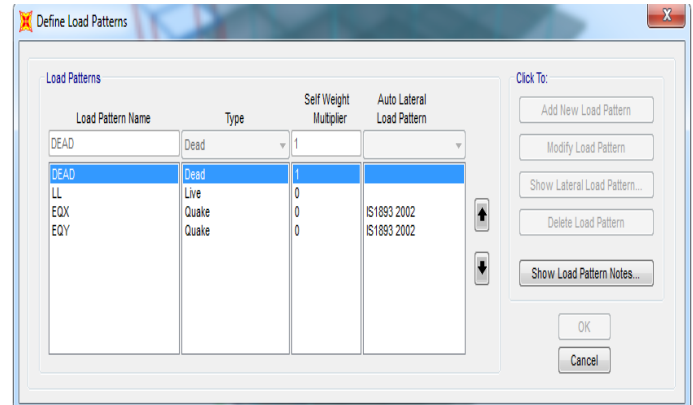 Define Load Patterns
X
Load Patterns
Click To:
Load Pattern Name Type Self Weight Multiplier Auto Lateral Load Pattern
DEAD Dead 1
DEAD Dead 1
LL Live 0
EQX Quake 0 IS1893 2002
EQY Quake 0 IS1893 2002
Add New Load Pattern
Modify Load Pattern
Show Lateral Load Pattern...
Delete Load Pattern
Show Load Pattern Notes...
OK
Cancel